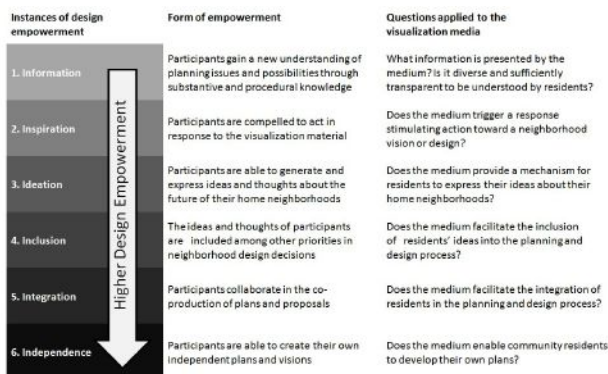 Instances of design
empowerment
Form of empowerment
Questions applied to the
visualization media
1. Information
Participants gain a new understanding of
planning issues and possibilities through
substantive and procedural knowledge
What information is presented by the
medium? Is it diverse and sufficiently
transparent to be understood by residents?
2. Inspiration
Participants are compelled to act in
response to the visualization material
Does the medium trigger a response
stimulating action toward a neighborhood
vision or design?
3. Ideation
Participants are able to generate and
express ideas and thoughts about the
future of their home neighborhoods
Does the medium provide a mechanism for
residents to express their ideas about their
home neighborhoods?
4. Inclusion
The ideas and thoughts of participants
are included among other priorities in
neighborhood design decisions
Does the medium facilitate the inclusion
of residents' ideas into the planning and
design process?
5. Integration
Participants collaborate in the co-
production of plans and proposals
Does the medium facilitate the integration of
residents in the planning and design process?
6. Independence
Participants are able to create their own
independent plans and visions
Does the medium enable community residents
to develop their own plans?
Higher Design Empowerment